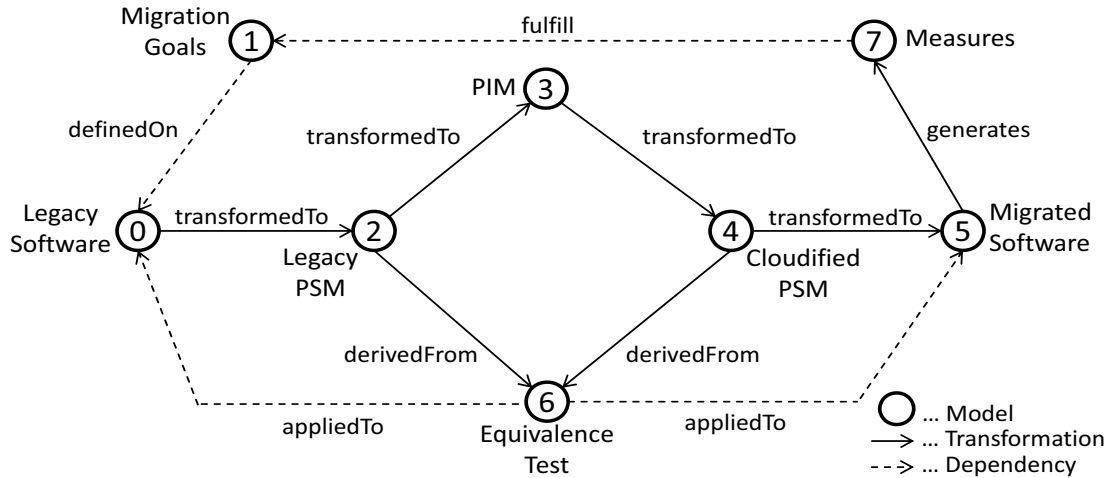 Migration
Goals
1
fulfill
7
Measures
PIM
3
definedOn
transformedTo
transformedTo
generates
Legacy
Software
0
transformedTo
2
Legacy
PSM
4
Cloudified
PSM
transformedTo
5
Migrated
Software
derivedFrom
derivedFrom
appliedTo
6
Equivalence
Test
appliedTo
... Model
... Transformation
... Dependency